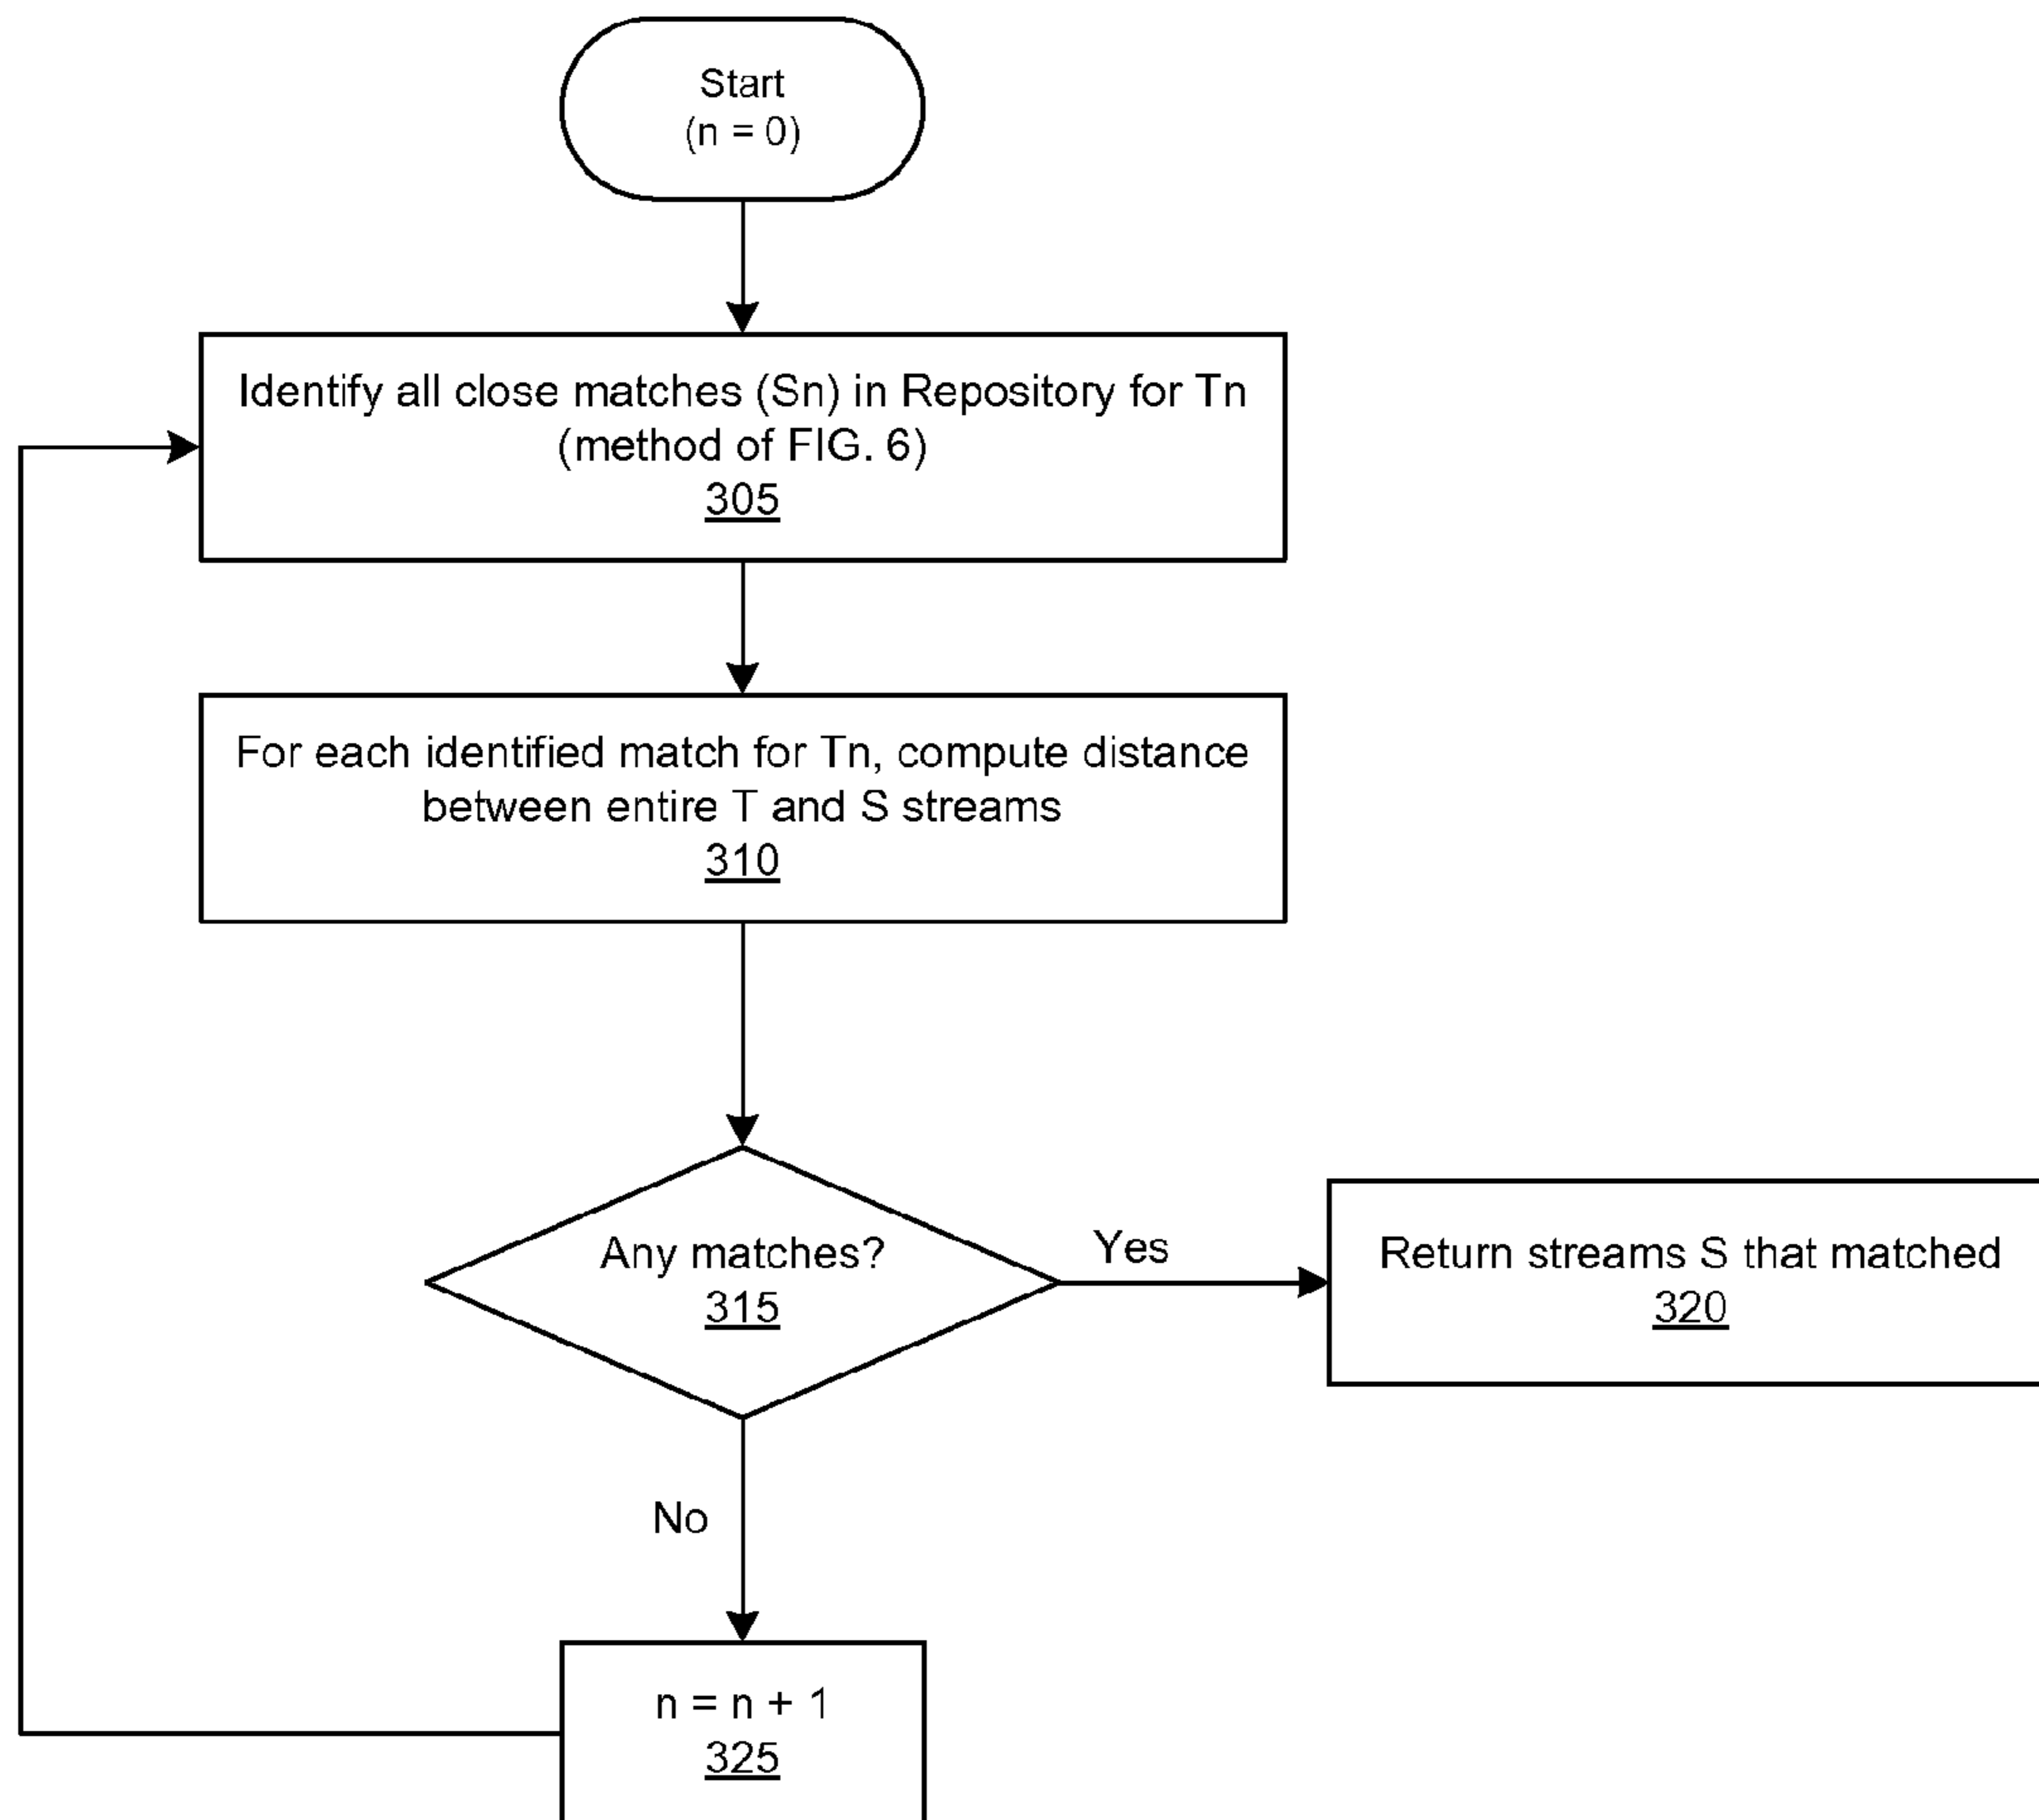 Start
(n = 0)
Identify all close matches (Sn) in Repository for Tn
(method of FIG. 6)
305
For each identified match for Tn, compute distance
between entire T and S streams
310
Any matches?
315
Yes
Return streams S that matched
320
No
n = n + 1
325